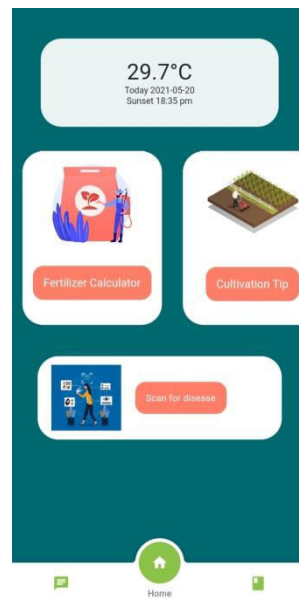 29.7°C
Today 2021-05-20
Sunset 18:35 pm
Fertilizer Calculator
Cultivation Tip
Scan for disease
Home